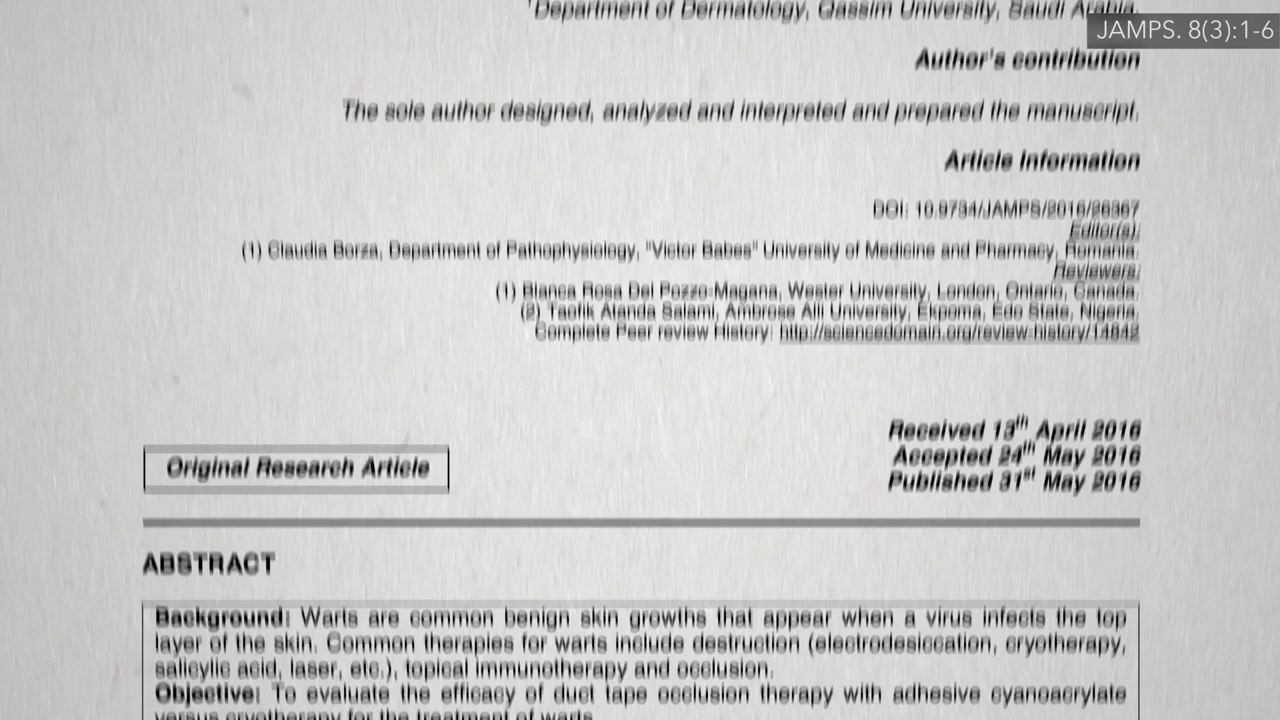 ¹Department of Dermatology, Qassim University, Saudi Arabia.
JAMPS. 8(3):1-6
Author's contribution
The sole author designed, analyzed and interpreted and prepared the manuscript.
Article Information
DOI: 10.9734/JAMPS/2016/26367
Editor(s):
(1) Claudia Borza, Department of Pathophysiology, "Victor Babes" University of Medicine and Pharmacy, Romania.
Reviewers:
(1) Blanca Rosa Del Pozzo-Magana, Wester University, London, Ontario, Canada.
(2) Taofik Atanda Salami, Ambrose Alli University, Ekpoma, Edo State, Nigeria.
Complete Peer review History: http://sciencedomain.org/review-history/14842
Received 13th April 2016
Accepted 24th May 2016
Published 31st May 2016
Original Research Article
ABSTRACT
Background: Warts are common benign skin growths that appear when a virus infects the top
layer of the skin. Common therapies for warts include destruction (electrodesiccation, cryotherapy,
salicylic acid, laser, etc.), topical immunotherapy and occlusion.
Objective: To evaluate the efficacy of duct tape occlusion therapy with adhesive cyanoacrylate
versus cryotherapy for the treatment of warts.